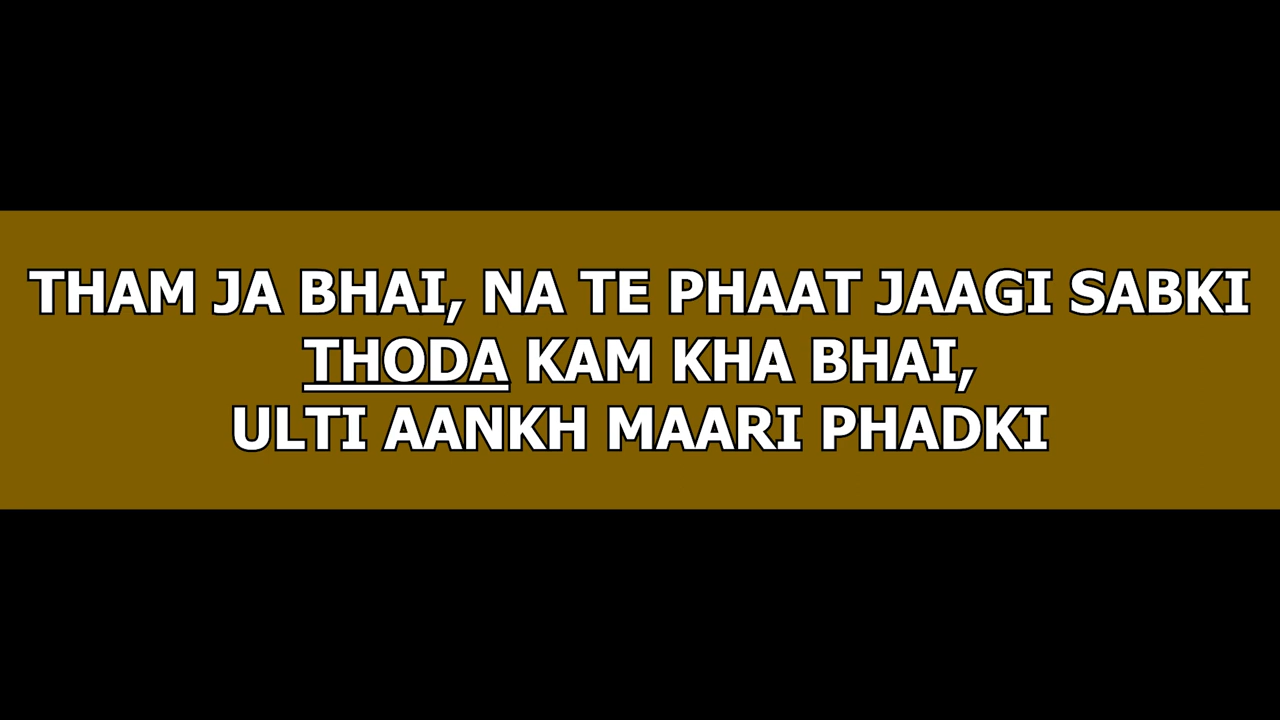 THAM JA BHAI, NA TE PHAAT JAAGI SABKI
THODA KAM KHA BHAI,
ULTI AANKH MAARI PHADKI